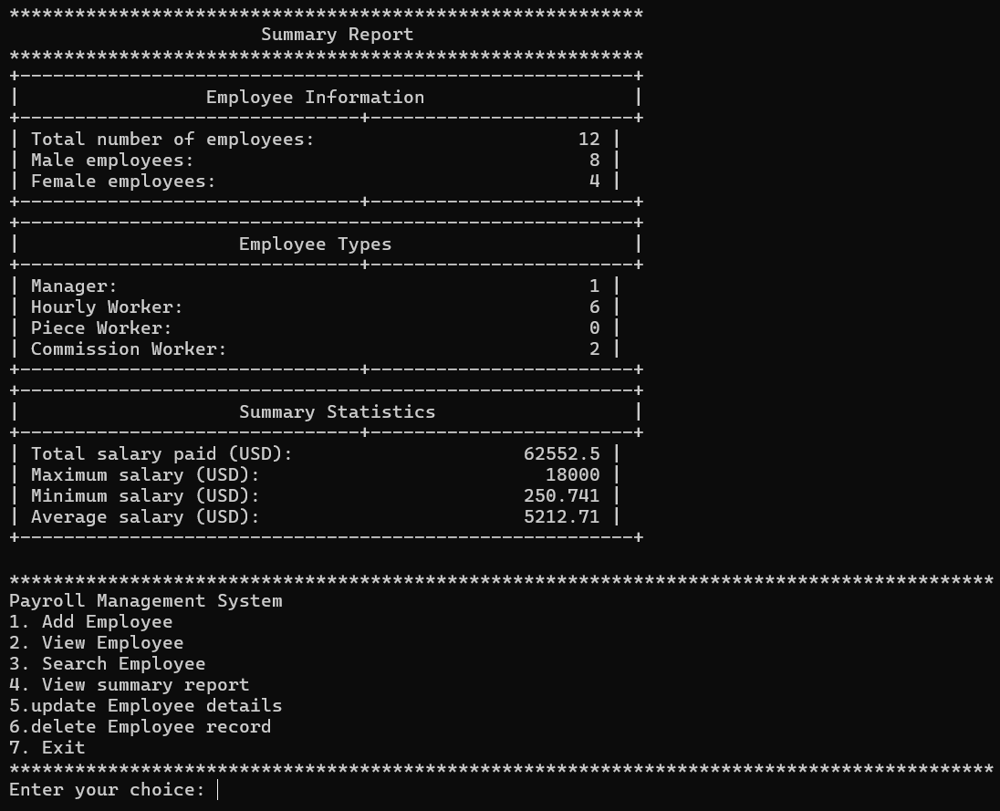 **********************************************************
Summary Report
**********************************************************
+--------------------------------------------------------+
|                 Employee Information                   |
+-------------------------------+------------------------+
| Total number of employees:                        12 |
| Male employees:                                    8 |
| Female employees:                                  4 |
+-------------------------------+------------------------+
+--------------------------------------------------------+
|                    Employee Types                      |
+-------------------------------+------------------------+
| Manager:                                           1 |
| Hourly Worker:                                     6 |
| Piece Worker:                                      0 |
| Commission Worker:                                 2 |
+-------------------------------+------------------------+
+--------------------------------------------------------+
|                    Summary Statistics                  |
+-------------------------------+------------------------+
| Total salary paid (USD):                     62552.5 |
| Maximum salary (USD):                          18000 |
| Minimum salary (USD):                        250.741 |
| Average salary (USD):                        5212.71 |
+--------------------------------------------------------+
******************************************************************************************
Payroll Management System
1. Add Employee
2. View Employee
3. Search Employee
4. View summary report
5.update Employee details
6.delete Employee record
7. Exit
******************************************************************************************
Enter your choice: